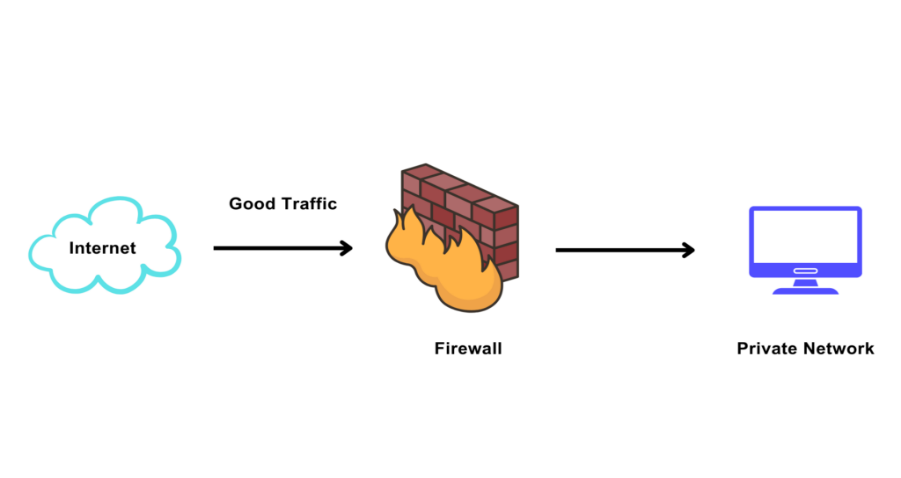 Good Traffic
Internet
Firewall
Private Network